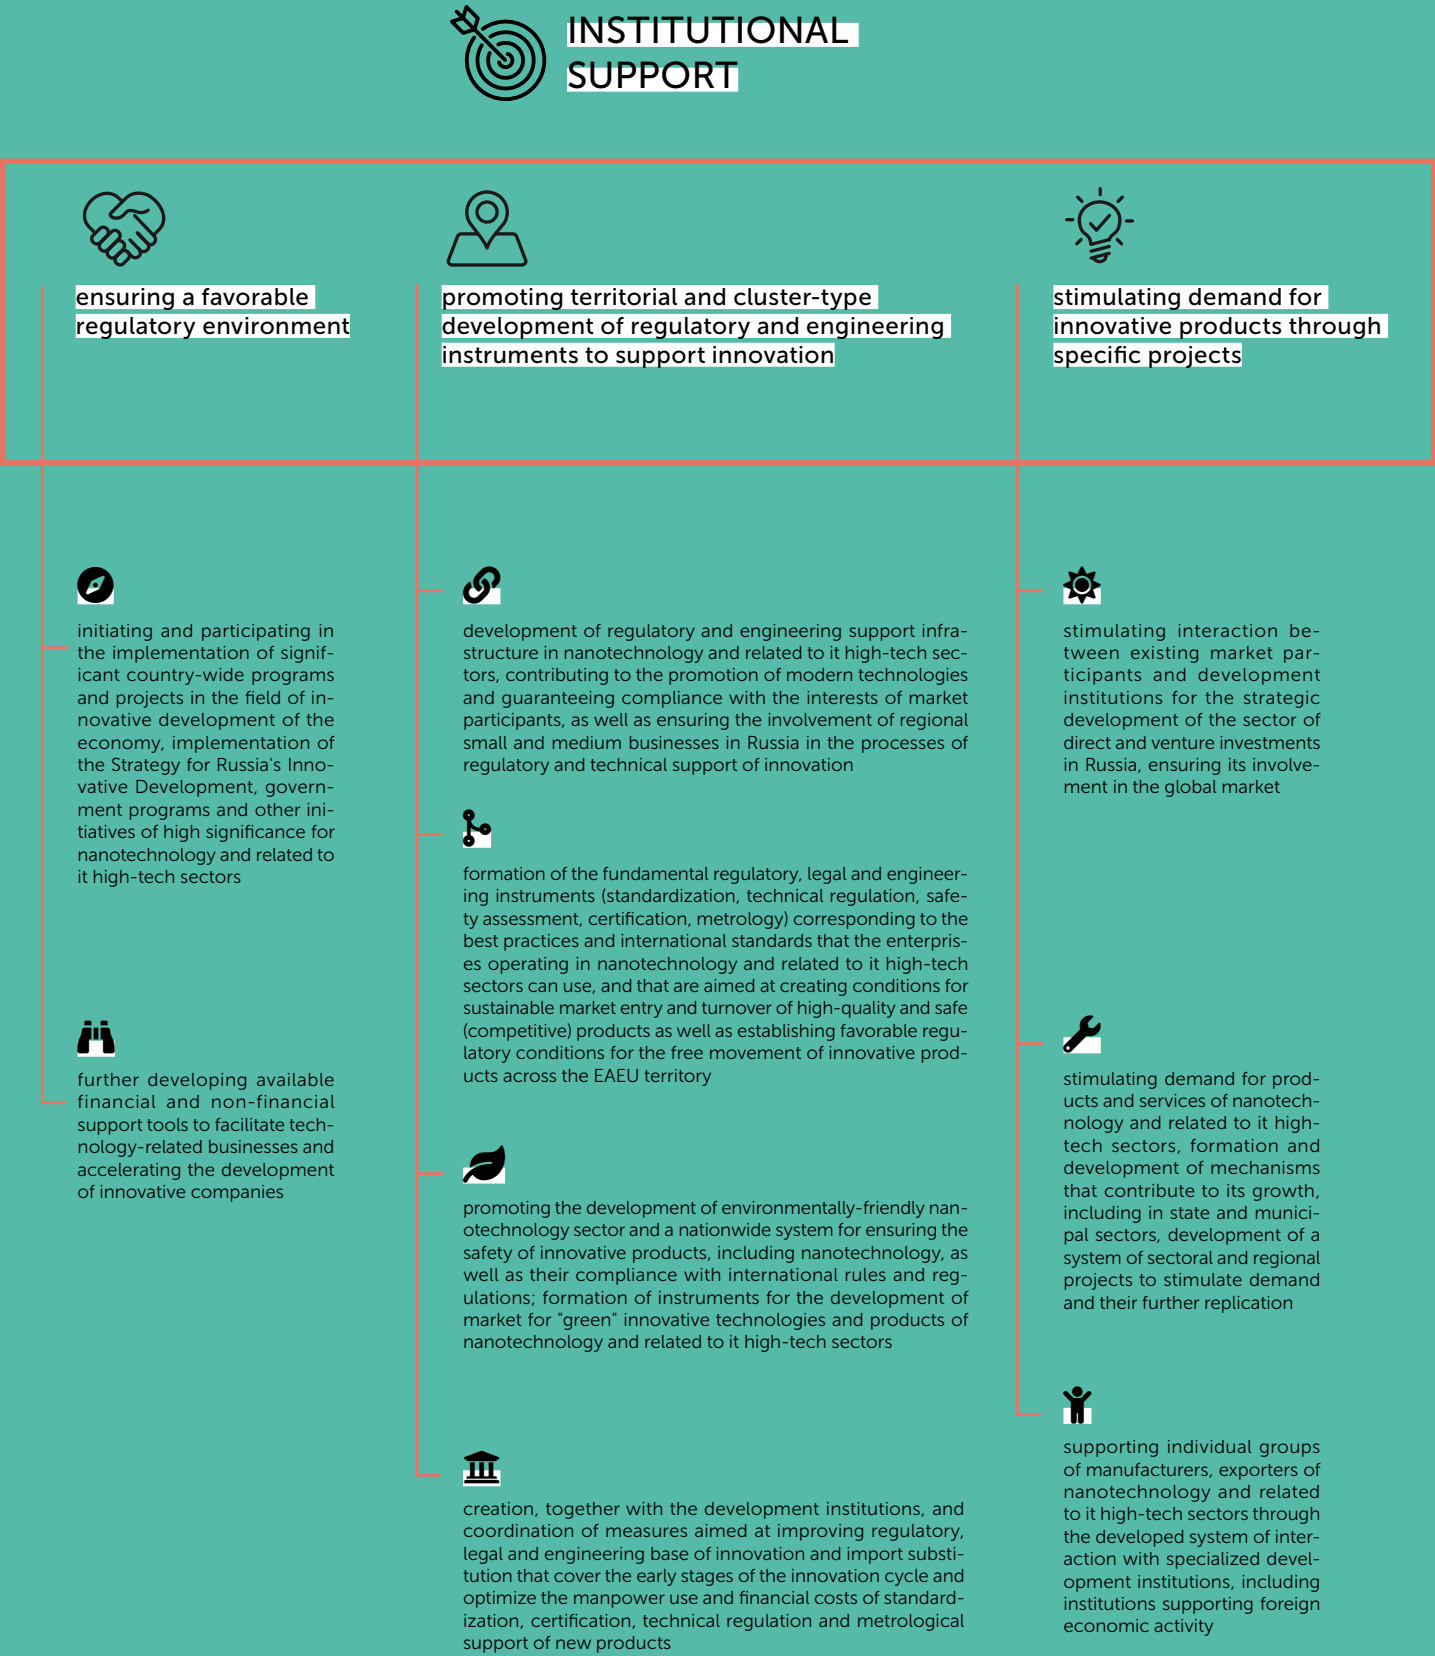 INSTITUTIONAL
SUPPORT
ensuring a favorable
regulatory environment
promoting territorial and cluster-type
development of regulatory and engineering
instruments to support innovation
stimulating demand for
innovative products through
specific projects
initiating and participating in
the implementation of signif-
icant country-wide programs
and projects in the field of in-
novative development of the
economy, implementation of
the Strategy for Russia's Inno-
vative Development, govern-
ment programs and other ini-
tiatives of high significance for
nanotechnology and related to
it high-tech sectors
further developing available
financial and non-financial
support tools to facilitate tech-
nology-related businesses and
accelerating the development
of innovative companies
development of regulatory and engineering support infra-
structure in nanotechnology and related to it high-tech sec-
tors, contributing to the promotion of modern technologies
and guaranteeing compliance with the interests of market
participants, as well as ensuring the involvement of regional
small and medium businesses in Russia in the processes of
regulatory and technical support of innovation
formation of the fundamental regulatory, legal and engineer-
ing instruments (standardization, technical regulation, safe-
ty assessment, certification, metrology) corresponding to the
best practices and international standards that the enterpris-
es operating in nanotechnology and related to it high-tech
sectors can use, and that are aimed at creating conditions for
sustainable market entry and turnover of high-quality and safe
(competitive) products as well as establishing favorable regu-
latory conditions for the free movement of innovative prod-
ucts across the EAEU territory
promoting the development of environmentally-friendly nan-
otechnology sector and a nationwide system for ensuring the
safety of innovative products, including nanotechnology, as
well as their compliance with international rules and reg-
ulations; formation of instruments for the development of
market for "green" innovative technologies and products of
nanotechnology and related to it high-tech sectors
creation, together with the development institutions, and
coordination of measures aimed at improving regulatory,
legal and engineering base of innovation and import substi-
tution that cover the early stages of the innovation cycle and
optimize the manpower use and financial costs of standard-
ization, certification, technical regulation and metrological
support of new products
stimulating interaction be-
tween existing market par-
ticipants and development
institutions for the strategic
development of the sector of
direct and venture investments
in Russia, ensuring its involve-
ment in the global market
stimulating demand for prod-
ucts and services of nanotech-
nology and related to it high-
tech sectors, formation and
development of mechanisms
that contribute to its growth,
including in state and munici-
pal sectors, development of a
system of sectoral and regional
projects to stimulate demand
and their further replication
supporting individual groups
of manufacturers, exporters of
nanotechnology and related
to it high-tech sectors through
the developed system of inter-
action with specialized devel-
opment institutions, including
institutions supporting foreign
economic activity